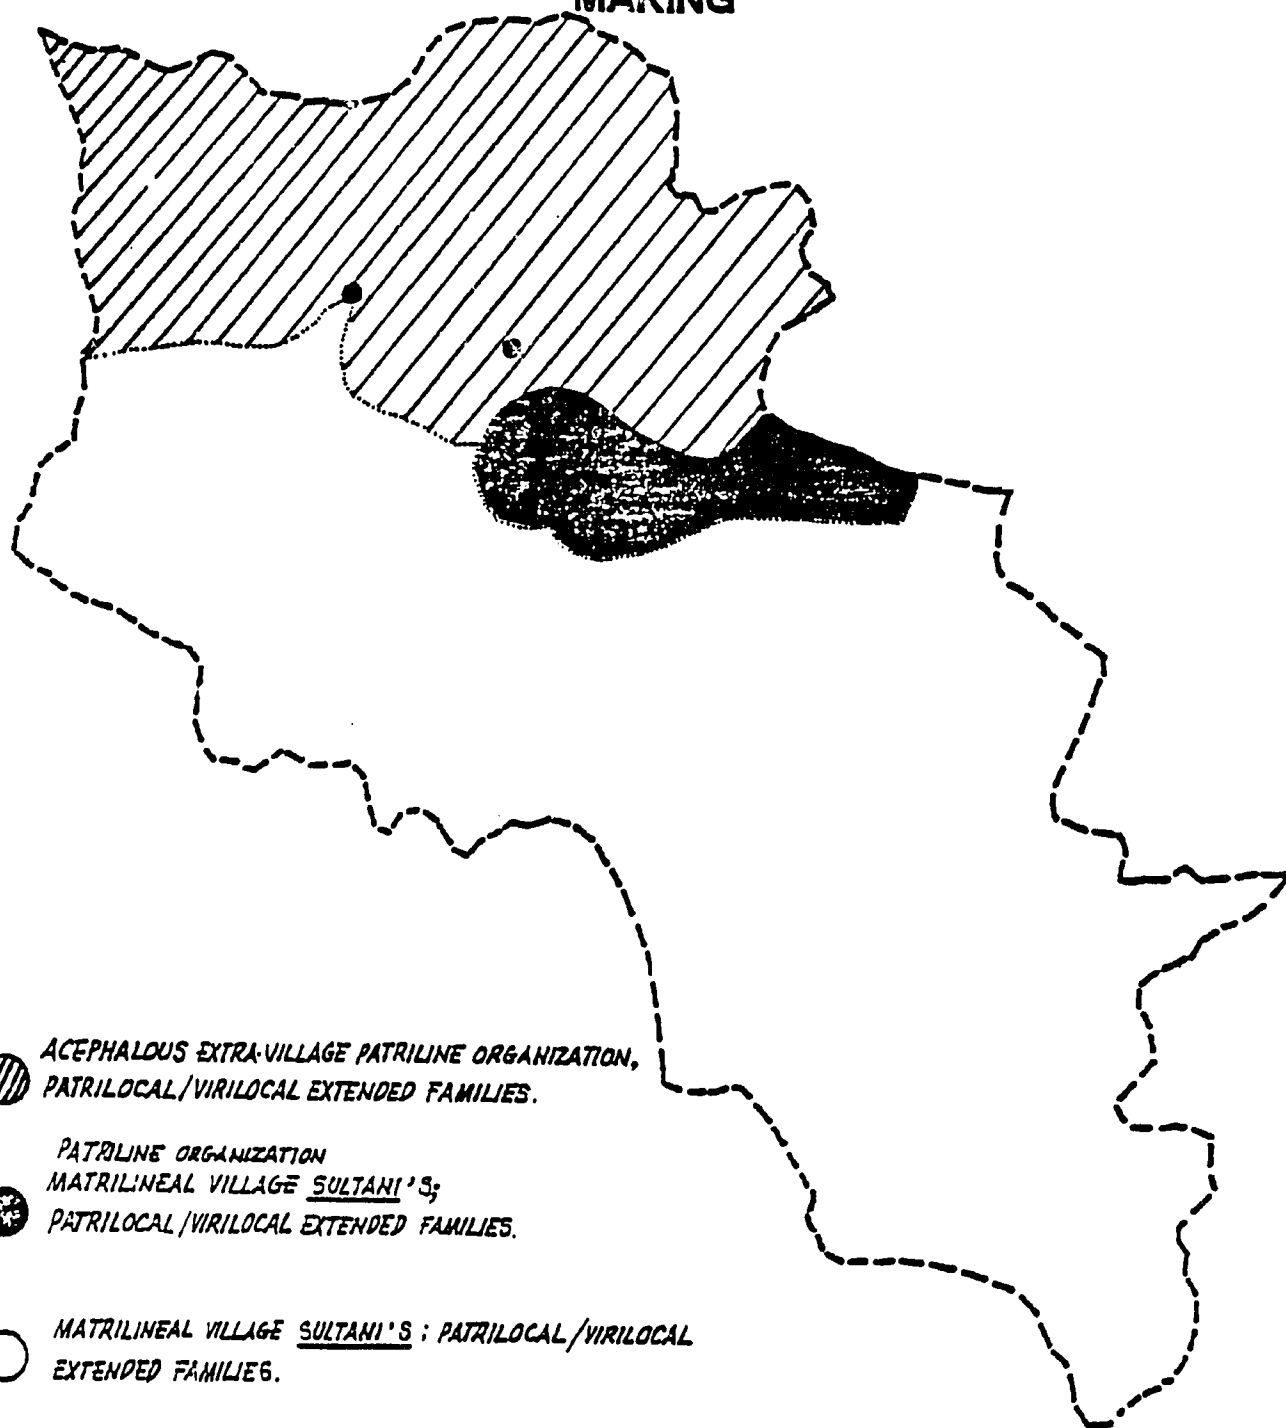 MAKING
ACEPHALOUS EXTRA-VILLAGE PATRILINE ORGANIZATION,
PATRILOCAL/VIRILOCAL EXTENDED FAMILIES.
PATRILINE ORGANIZATION
MATRILINEAL VILLAGE SULTANI'S;
PATRILOCAL/VIRILOCAL EXTENDED FAMILIES.
MATRILINEAL VILLAGE SULTANI'S : PATRILOCAL/VIRILOCAL
EXTENDED FAMILIES.